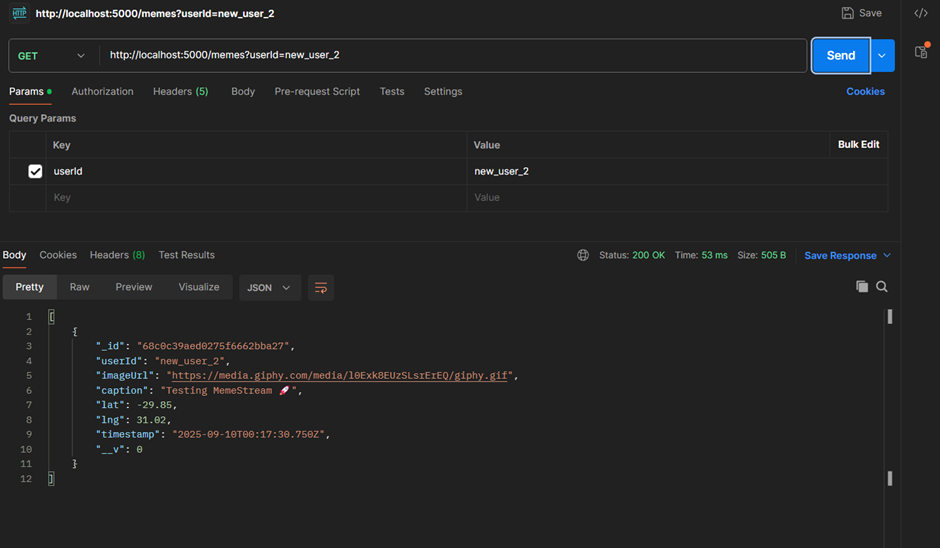 HTTP http://localhost:5000/memes?userId=new_user_2 Save
GET http://localhost:5000/memes?userId=new_user_2 Send
Params Authorization Headers (5) Body Pre-request Script Tests Settings Cookies
Query Params
Key Value Bulk Edit
userId new_user_2
Key Value
Body Cookies Headers (8) Test Results Status: 200 OK Time: 53 ms Size: 505 B Save Response
Pretty Raw Preview Visualize JSON
1 [
2 {
3 "_id": "68c0c39aed0275f6662bba27",
4 "userId": "new_user_2",
5 "imageUrl": "https://media.giphy.com/media/l0Exk8EUzSLsrErEQ/giphy.gif",
6 "caption": "Testing MemeStream 🚀",
7 "lat": -29.85,
8 "lng": 31.02,
9 "timestamp": "2025-09-10T00:17:30.750Z",
10 "__v": 0
11 }
12 ]